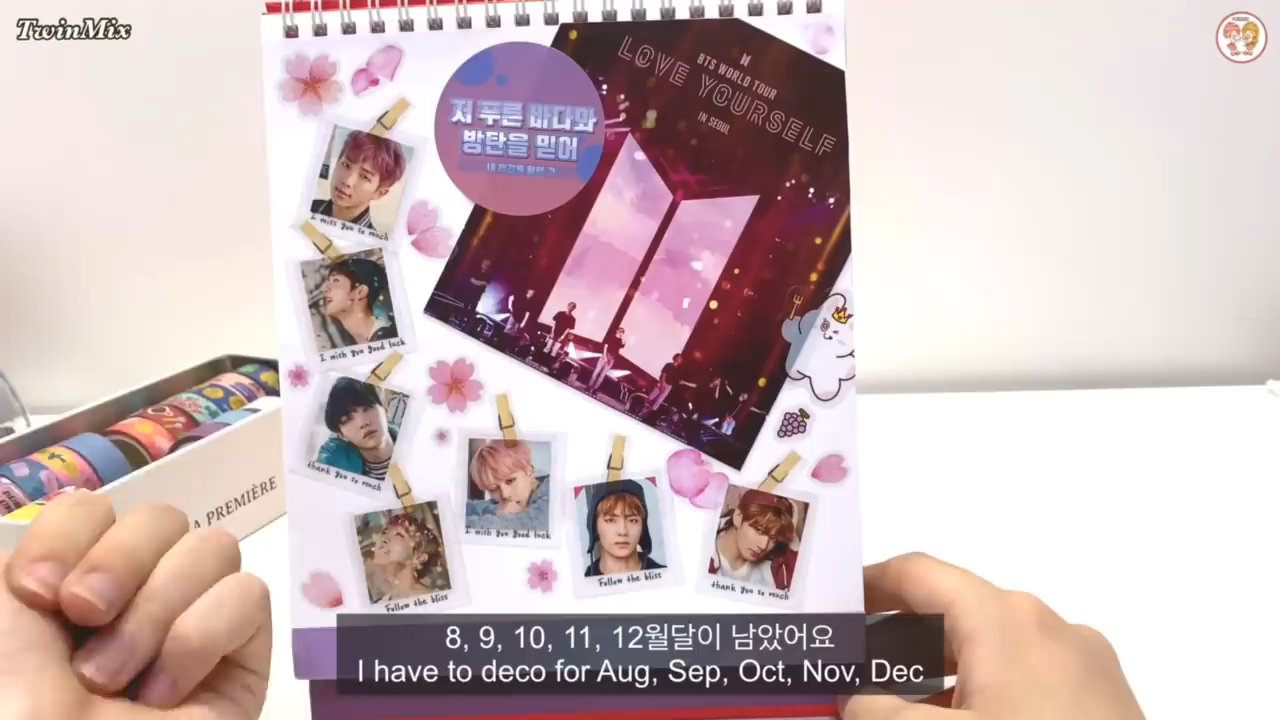 TwinMix
BTS WORLD TOUR
LOVE YOURSELF
IN SEOUL
저 푸른 바다와
방탄을 믿어
I miss you so much
I wish you good luck
thank you so much
Follow the bliss
I wish you good luck
Follow the bliss
thank you so much
PREMIÈRE
8, 9, 10, 11, 12월달이 남았어요
I have to deco for Aug, Sep, Oct, Nov, Dec